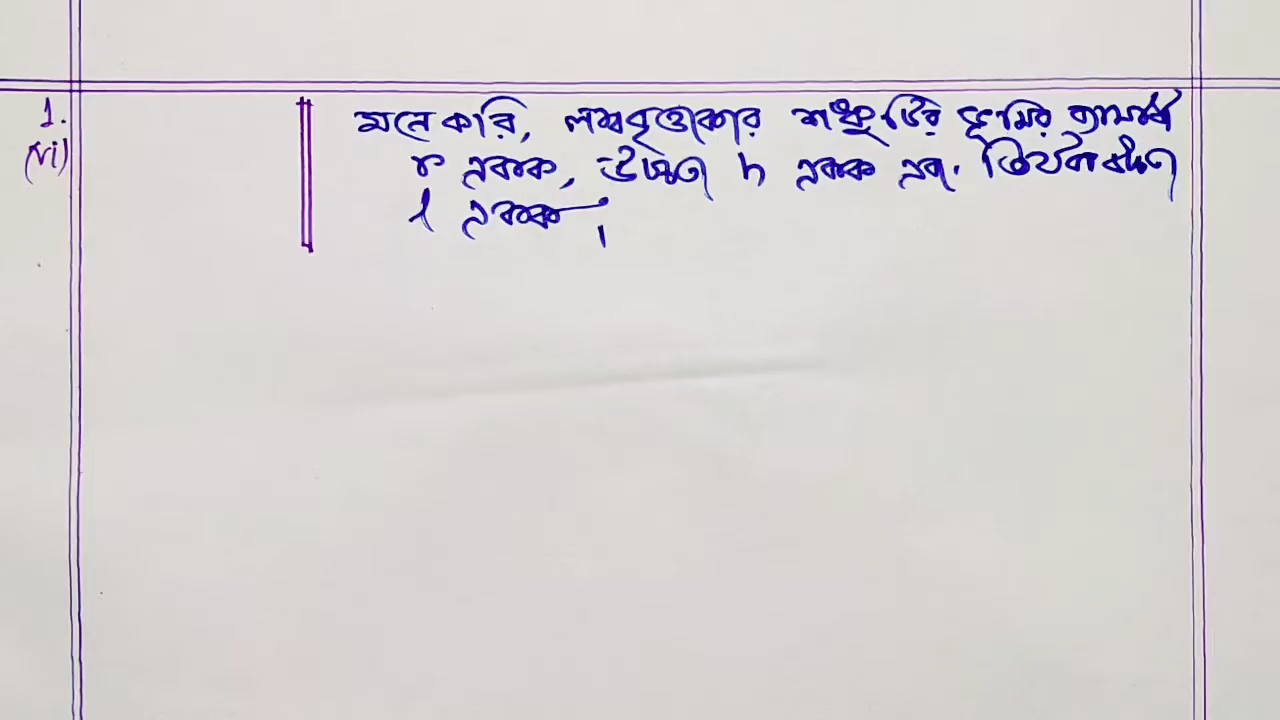 1.
(vi)
মনেকরি, লম্ববৃত্তাকার শঙ্কুটির ভূমির ব্যাসার্ধ
r একক, উচ্চতা h একক এবং তির্যক উচ্চতা
l একক।